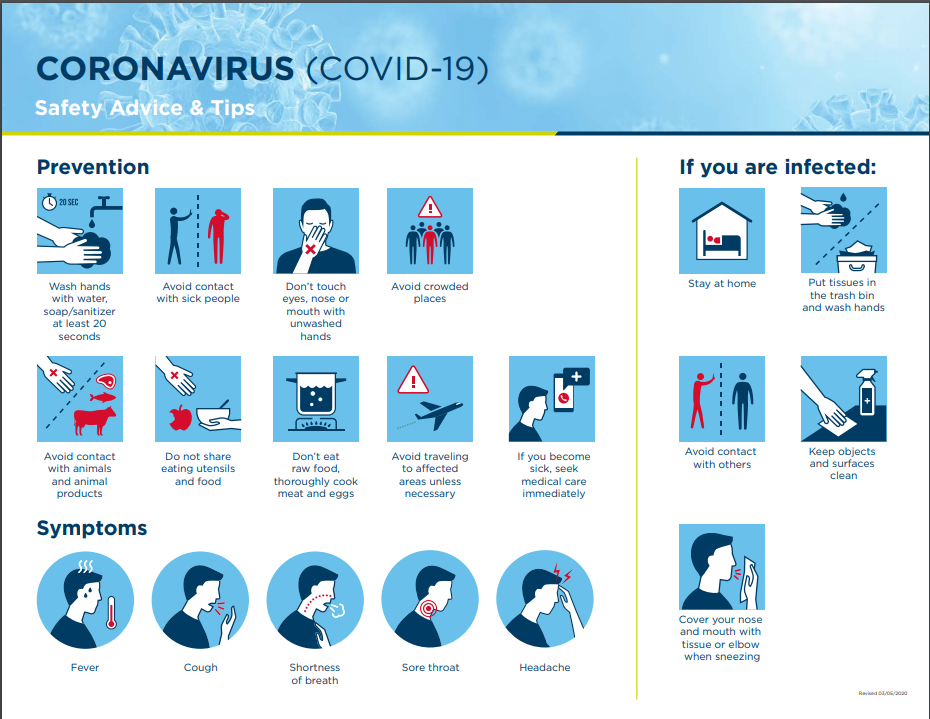 CORONAVIRUS (COVID-19)
Safety Advice & Tips
Prevention
20 SEC
Wash hands
with water,
soap/sanitizer
at least 20
seconds
Avoid contact
with sick people
Don't touch
eyes, nose or
mouth with
unwashed
hands
Avoid crowded
places
Avoid contact
with animals
and animal
products
Do not share
eating utensils
and food
Don't eat
raw food,
thoroughly cook
meat and eggs
Avoid traveling
to affected
areas unless
necessary
If you become
sick, seek
medical care
immediately
Symptoms
Fever
Cough
Shortness
of breath
Sore throat
Headache
If you are infected:
Stay at home
Put tissues in
the trash bin
and wash hands
Avoid contact
with others
Keep objects
and surfaces
clean
Cover your nose
and mouth with
tissue or elbow
when sneezing
Revised 03/05/2020